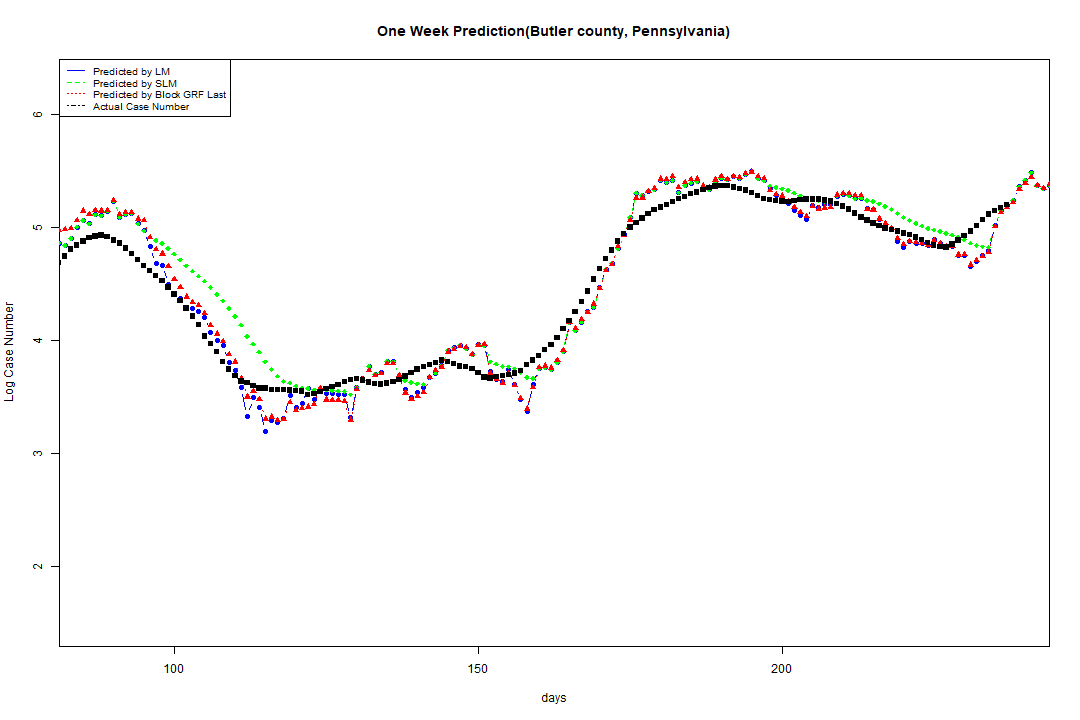 One Week Prediction(Butler county, Pennsylvania)
Predicted by LM
Predicted by SLM
Predicted by Block GRF Last
Actual Case Number
6
5
4
3
2
Log Case Number
100 150 200
days